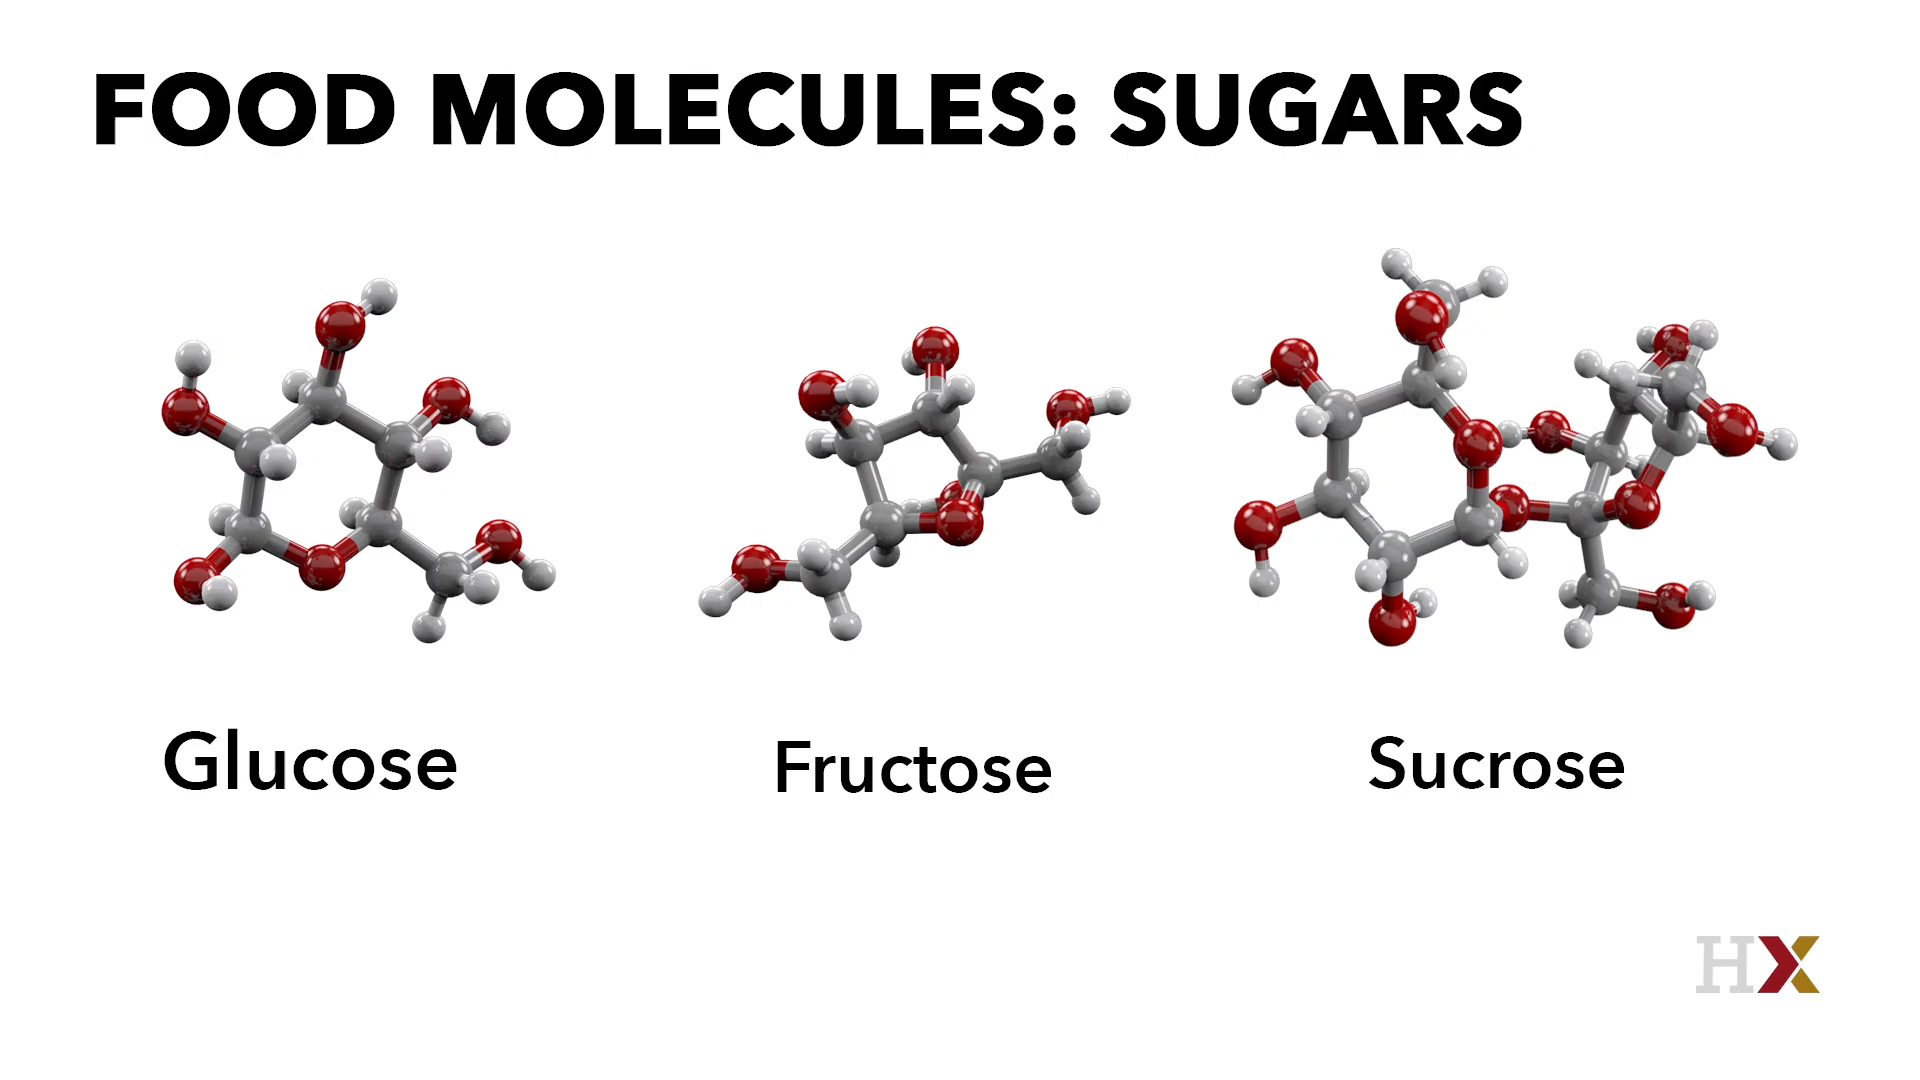 FOOD MOLECULES: SUGARS
Glucose
Fructose
Sucrose
HX